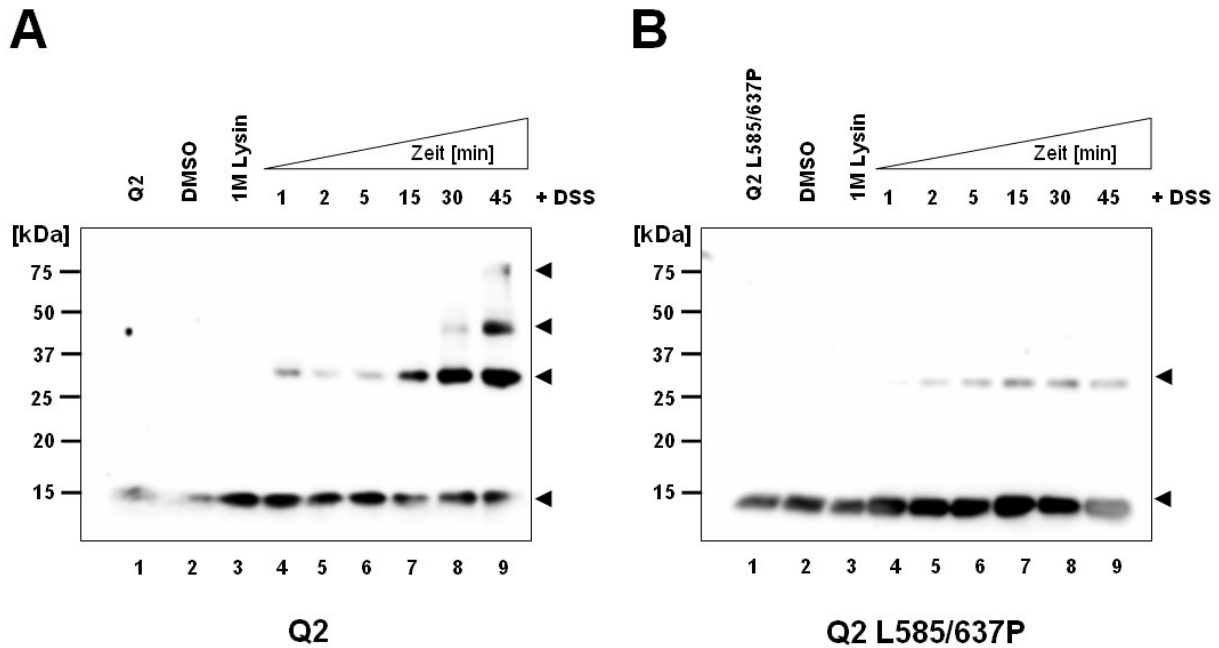 A
Q2
DMSO
1M Lysin
Zeit [min]
1 2 5 15 30 45 + DSS
[kDa]
75
50
37
25
20
15
1 2 3 4 5 6 7 8 9
Q2
B
Q2 L585/637P
DMSO
1M Lysin
Zeit [min]
1 2 5 15 30 45 + DSS
[kDa]
75
50
37
25
20
15
1 2 3 4 5 6 7 8 9
Q2 L585/637P